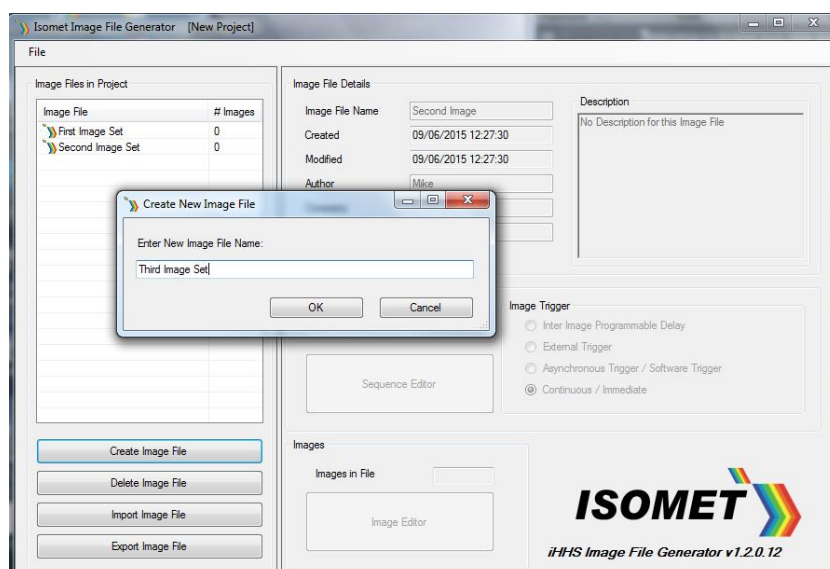 Isomet Image File Generator [New Project]
File
Image Files in Project
Image File # Images
First Image Set 0
Second Image Set 0
Create Image File
Delete Image File
Import Image File
Export Image File
Image File Details
Image File Name Second Image
Created 09/06/2015 12:27:30
Modified 09/06/2015 12:27:30
Author Mike
Description
No Description for this Image File
Create New Image File
Enter New Image File Name:
Third Image Set
OK Cancel
Image Trigger
Inter Image Programmable Delay
External Trigger
Asynchronous Trigger / Software Trigger
Continuous / Immediate
Sequence Editor
Images
Images in File
Image Editor
ISOMET
iHHS Image File Generator v1.2.0.12